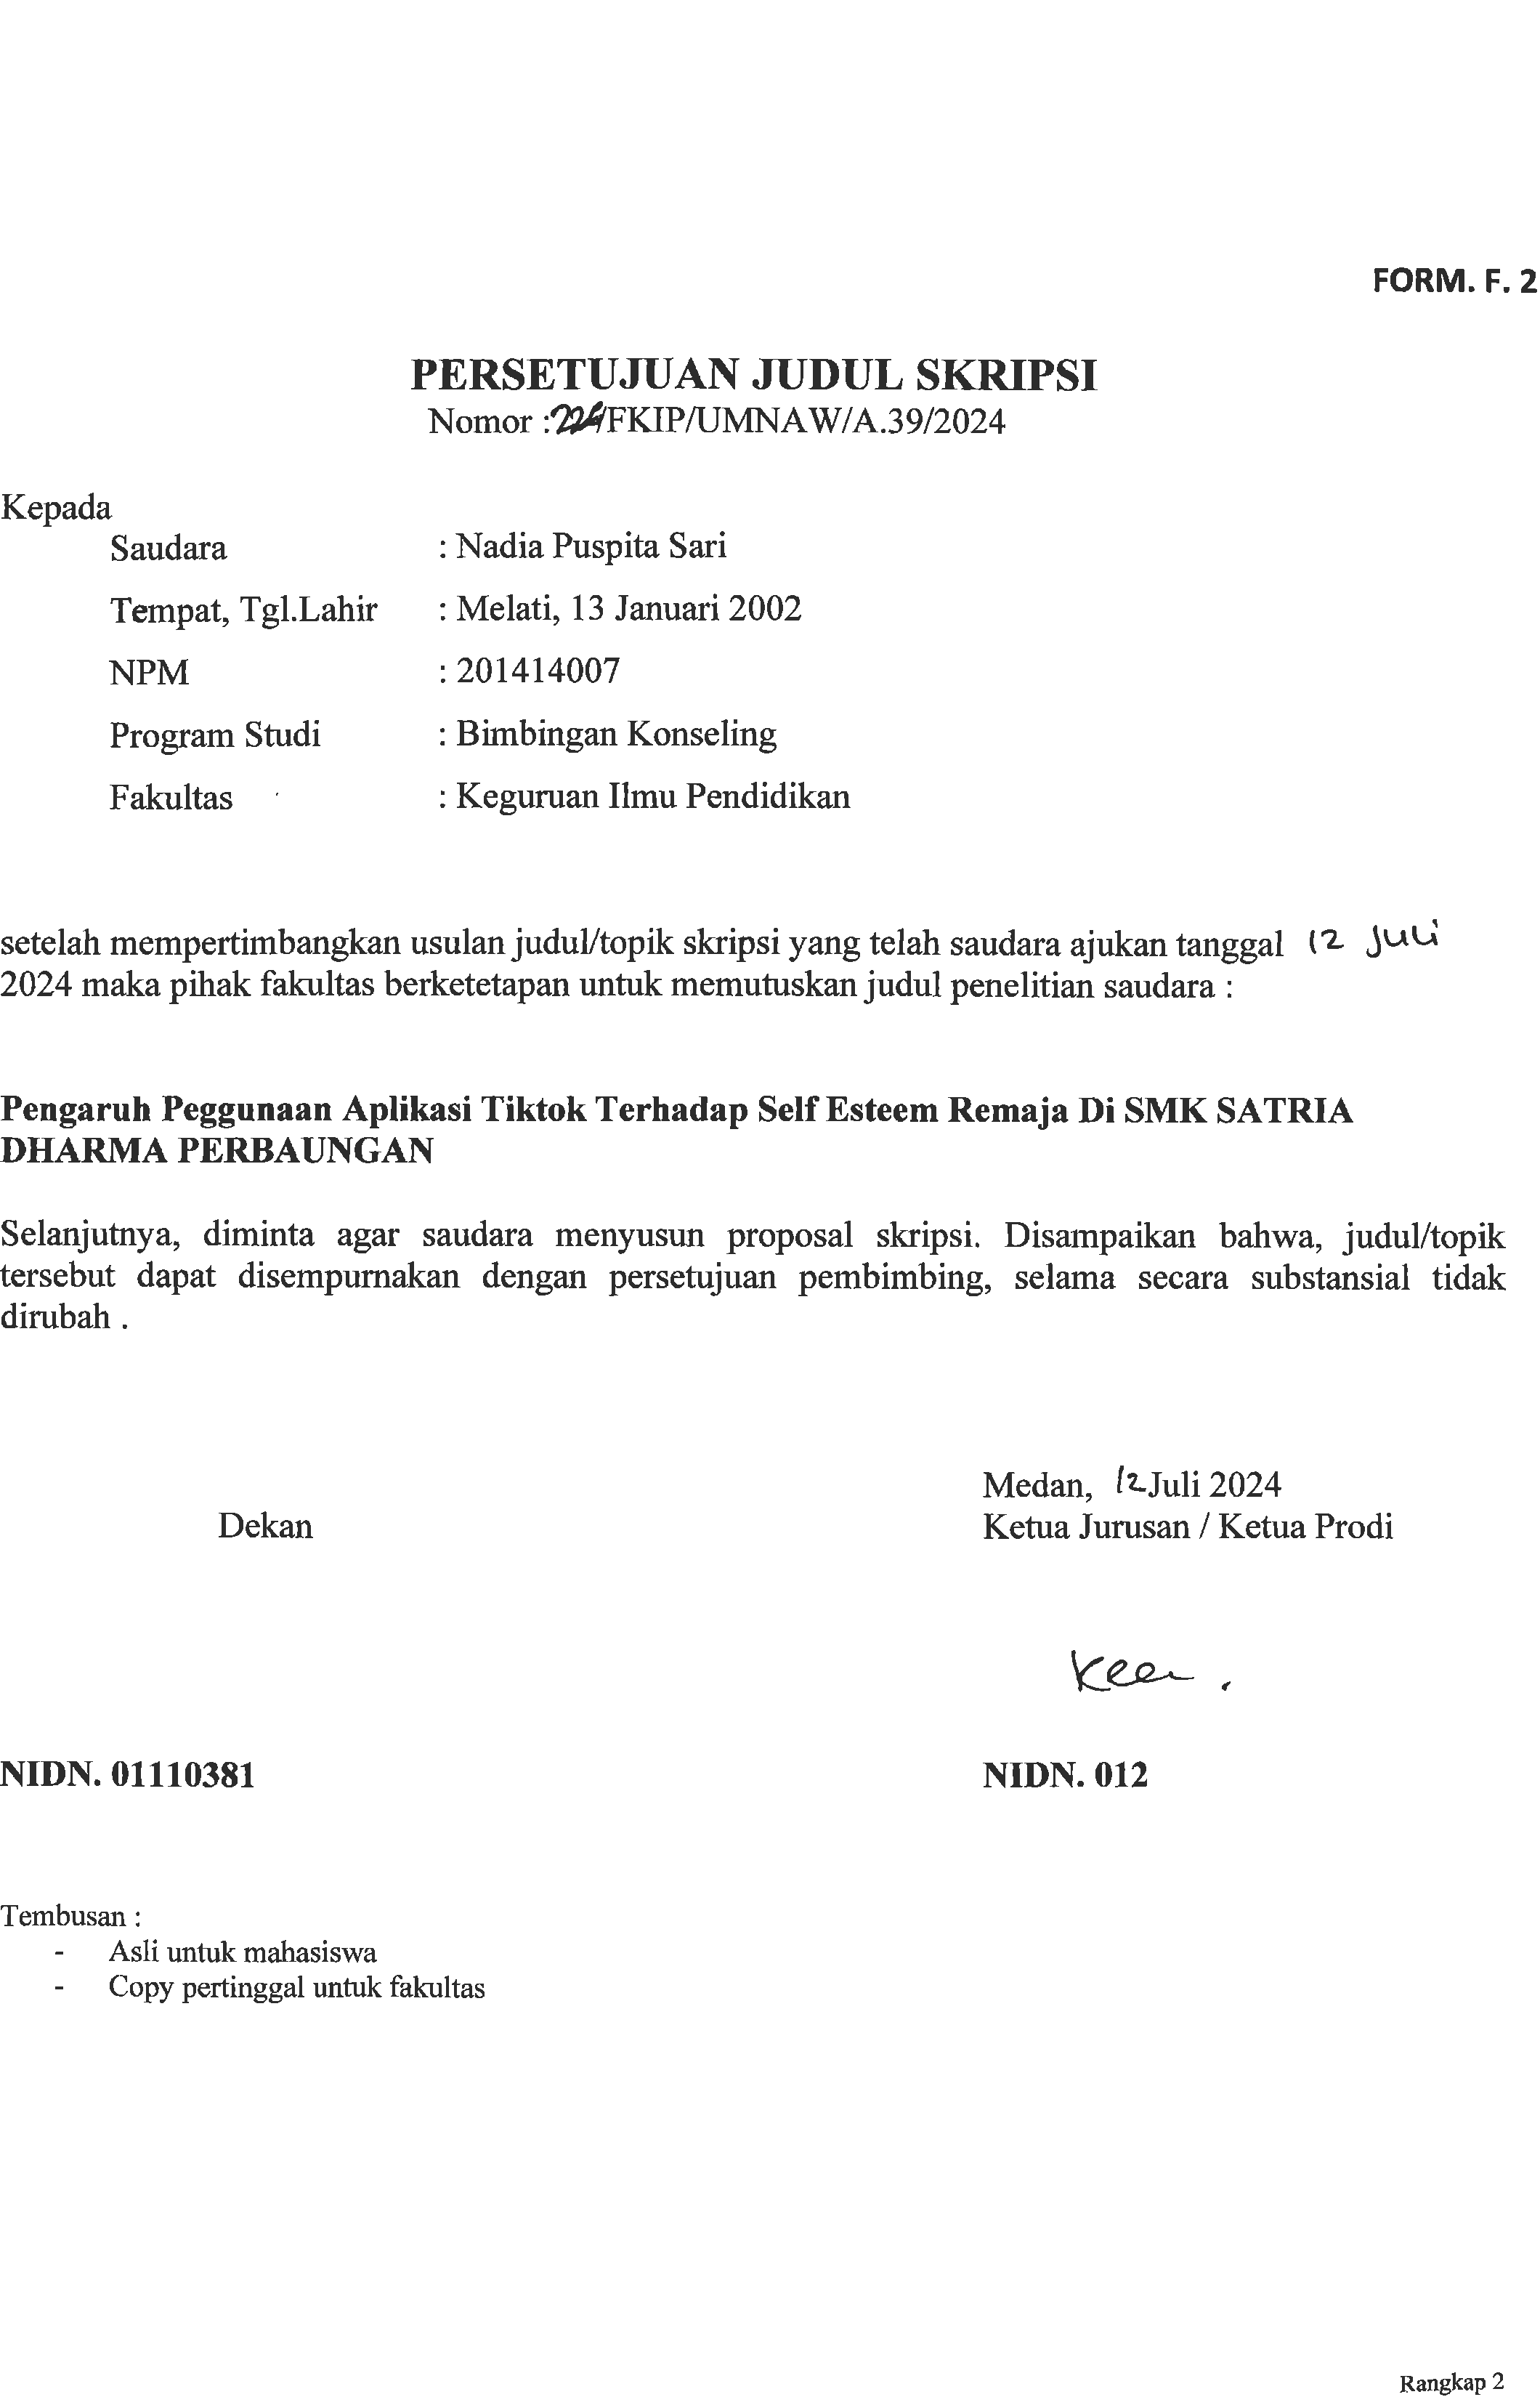 FORM. F. 2
PERSETUJUAN JUDUL SKRIPSI
Nomor : /FKIP/UMNAW/A.39/2024
Kepada
Saudara : Nadia Puspita Sari
Tempat, Tgl.Lahir : Melati, 13 Januari 2002
NPM : 201414007
Program Studi : Bimbingan Konseling
Fakultas : Keguruan Ilmu Pendidikan
setelah mempertimbangkan usulan judul/topik skripsi yang telah saudara ajukan tanggal 12 Juli
2024 maka pihak fakultas berketetapan untuk memutuskan judul penelitian saudara :
Pengaruh Peggunaan Aplikasi Tiktok Terhadap Self Esteem Remaja Di SMK SATRIA
DHARMA PERBAUNGAN
Selanjutnya, diminta agar saudara menyusun proposal skripsi. Disampaikan bahwa, judul/topik
tersebut dapat disempurnakan dengan persetujuan pembimbing, selama secara substansial tidak
dirubah .
Medan, 12 Juli 2024
Dekan Ketua Jurusan / Ketua Prodi
NIDN. 01110381 NIDN. 012
Tembusan :
- Asli untuk mahasiswa
- Copy pertinggal untuk fakultas
Rangkap 2